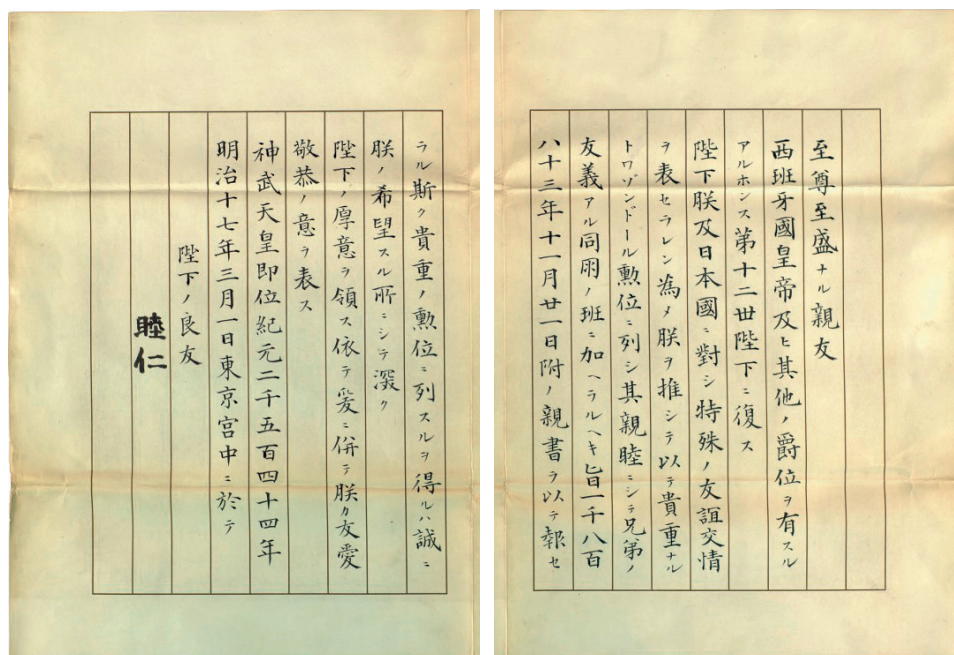 至尊至盛ナル親友
西班牙國皇帝及ヒ其他ノ爵位ヲ有スル
アルホンス第十二世陛下ニ復ス
陛下朕及日本國ニ對シ特殊ノ友誼交情
ヲ表セラレン為メ朕ヲ推シテ以テ貴重ナル
トワゾンドール勲位ニ列シ其親睦ニシテ兄弟ノ
友義アル同朋ノ班ニ加ヘラルヘキ旨一千八百
八十三年十一月廿一日附ノ親書ヲ以テ報セ
ラル斯ク貴重ノ勲位ニ列スルヲ得ルハ誠ニ
朕ノ希望スル所ニシテ深ク
陛下ノ厚意ヲ領ス依テ爰ニ併テ朕カ友愛
敬恭ノ意ヲ表ス
神武天皇即位紀元二千五百四十四年
明治十七年三月一日東京宮中ニ於テ
陛下ノ良友
睦仁